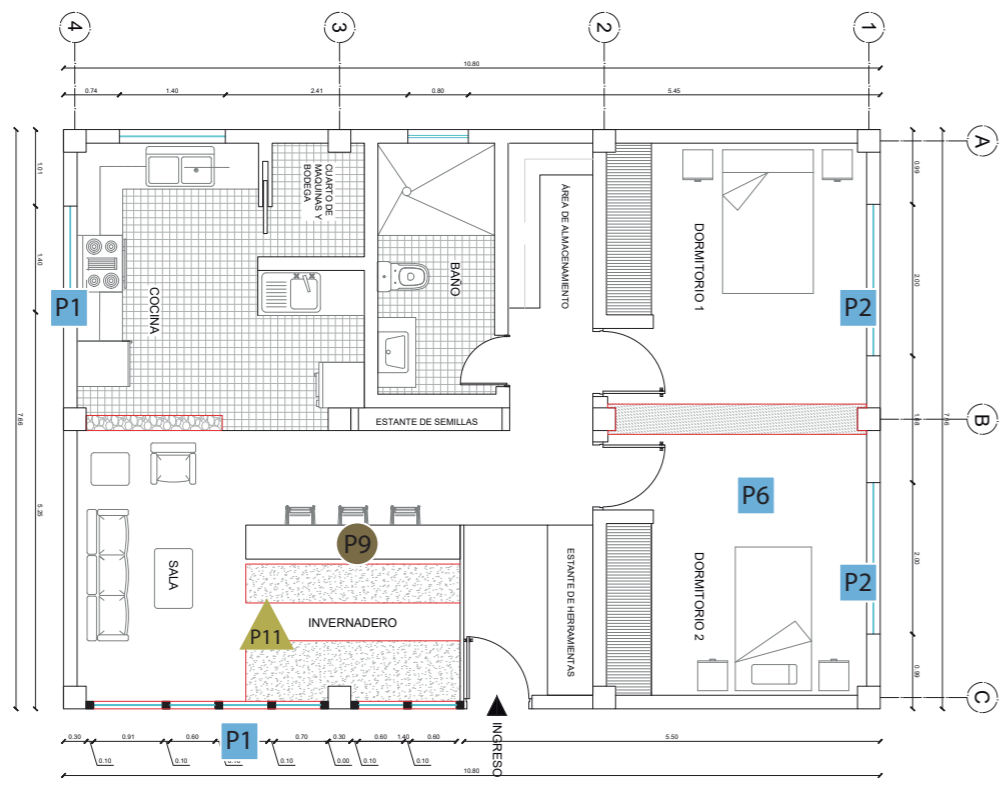 4
3
2
1
10.80
0.74
1.40
2.41
0.80
5.45
A
B
C
1.01
1.40
5.25
7.66
0.99
2.00
2.00
0.99
CUARTO DE
MAQUINAS Y
BODEGA
COCINA
BAÑO
ÁREA DE ALMACENAMIENTO
DORMITORIO 1
P1
P2
ESTANTE DE SEMILLAS
P6
P9
SALA
INVERNADERO
P11
ESTANTE DE HERRAMIENTAS
DORMITORIO 2
P2
P1
INGRESO
0.30
0.91
0.60
0.70
0.30
0.60
1.40
0.60
5.50
0.10
0.10
0.10
0.00
0.10
0.10
10.80